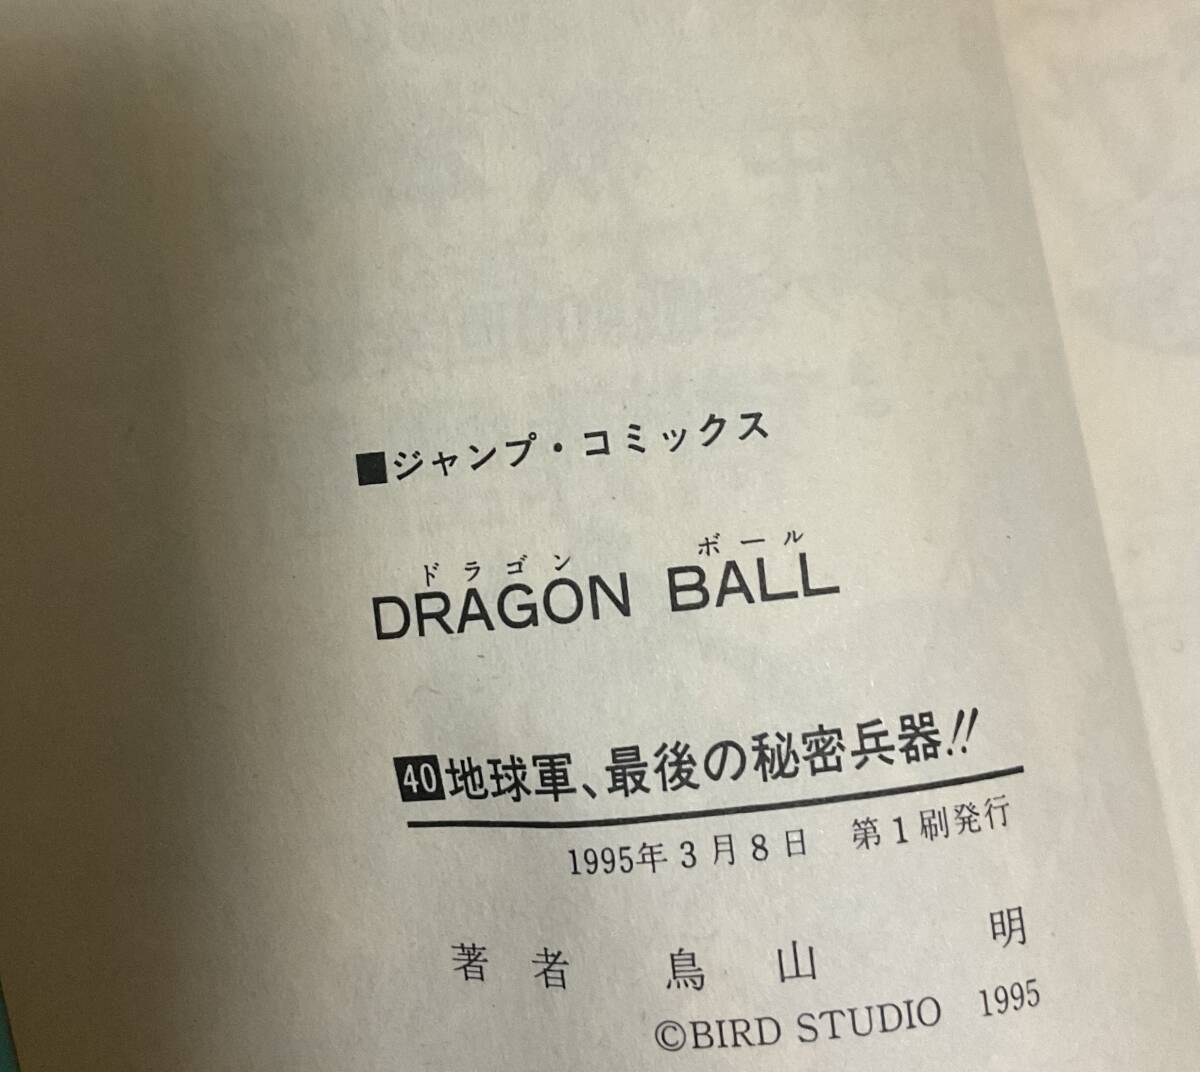 ■ジャンプ・コミックス
ドラゴン ボール
DRAGON BALL
40 地球軍、最後の秘密兵器!!
1995年3月8日 第1刷発行
著者 鳥山 明
©BIRD STUDIO 1995